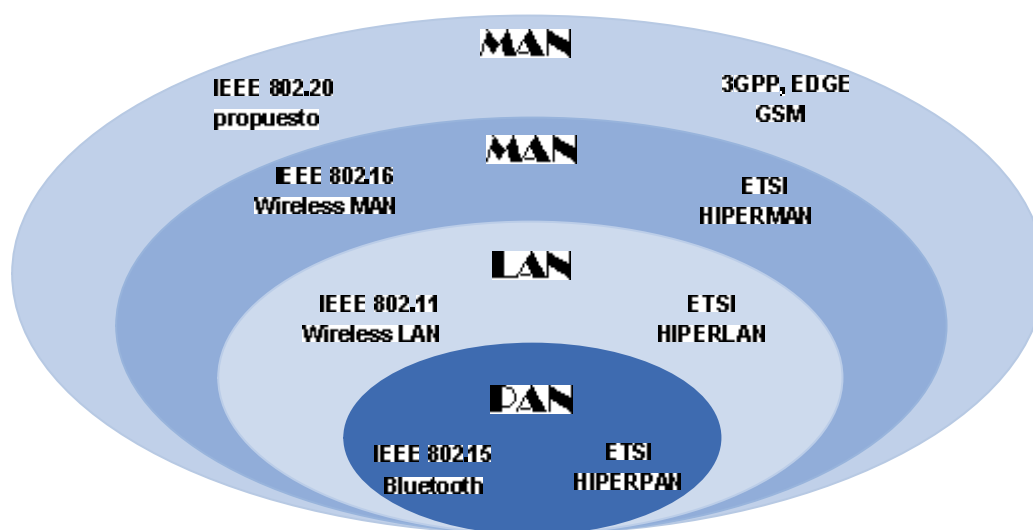 MAN
IEEE 802.20
propuesto
3GPP, EDGE
GSM
MAN
IEEE 802.16
Wireless MAN
ETSI
HIPERMAN
LAN
IEEE 802.11
Wireless LAN
ETSI
HIPERLAN
PAN
IEEE 802.15
Bluetooth
ETSI
HIPERPAN